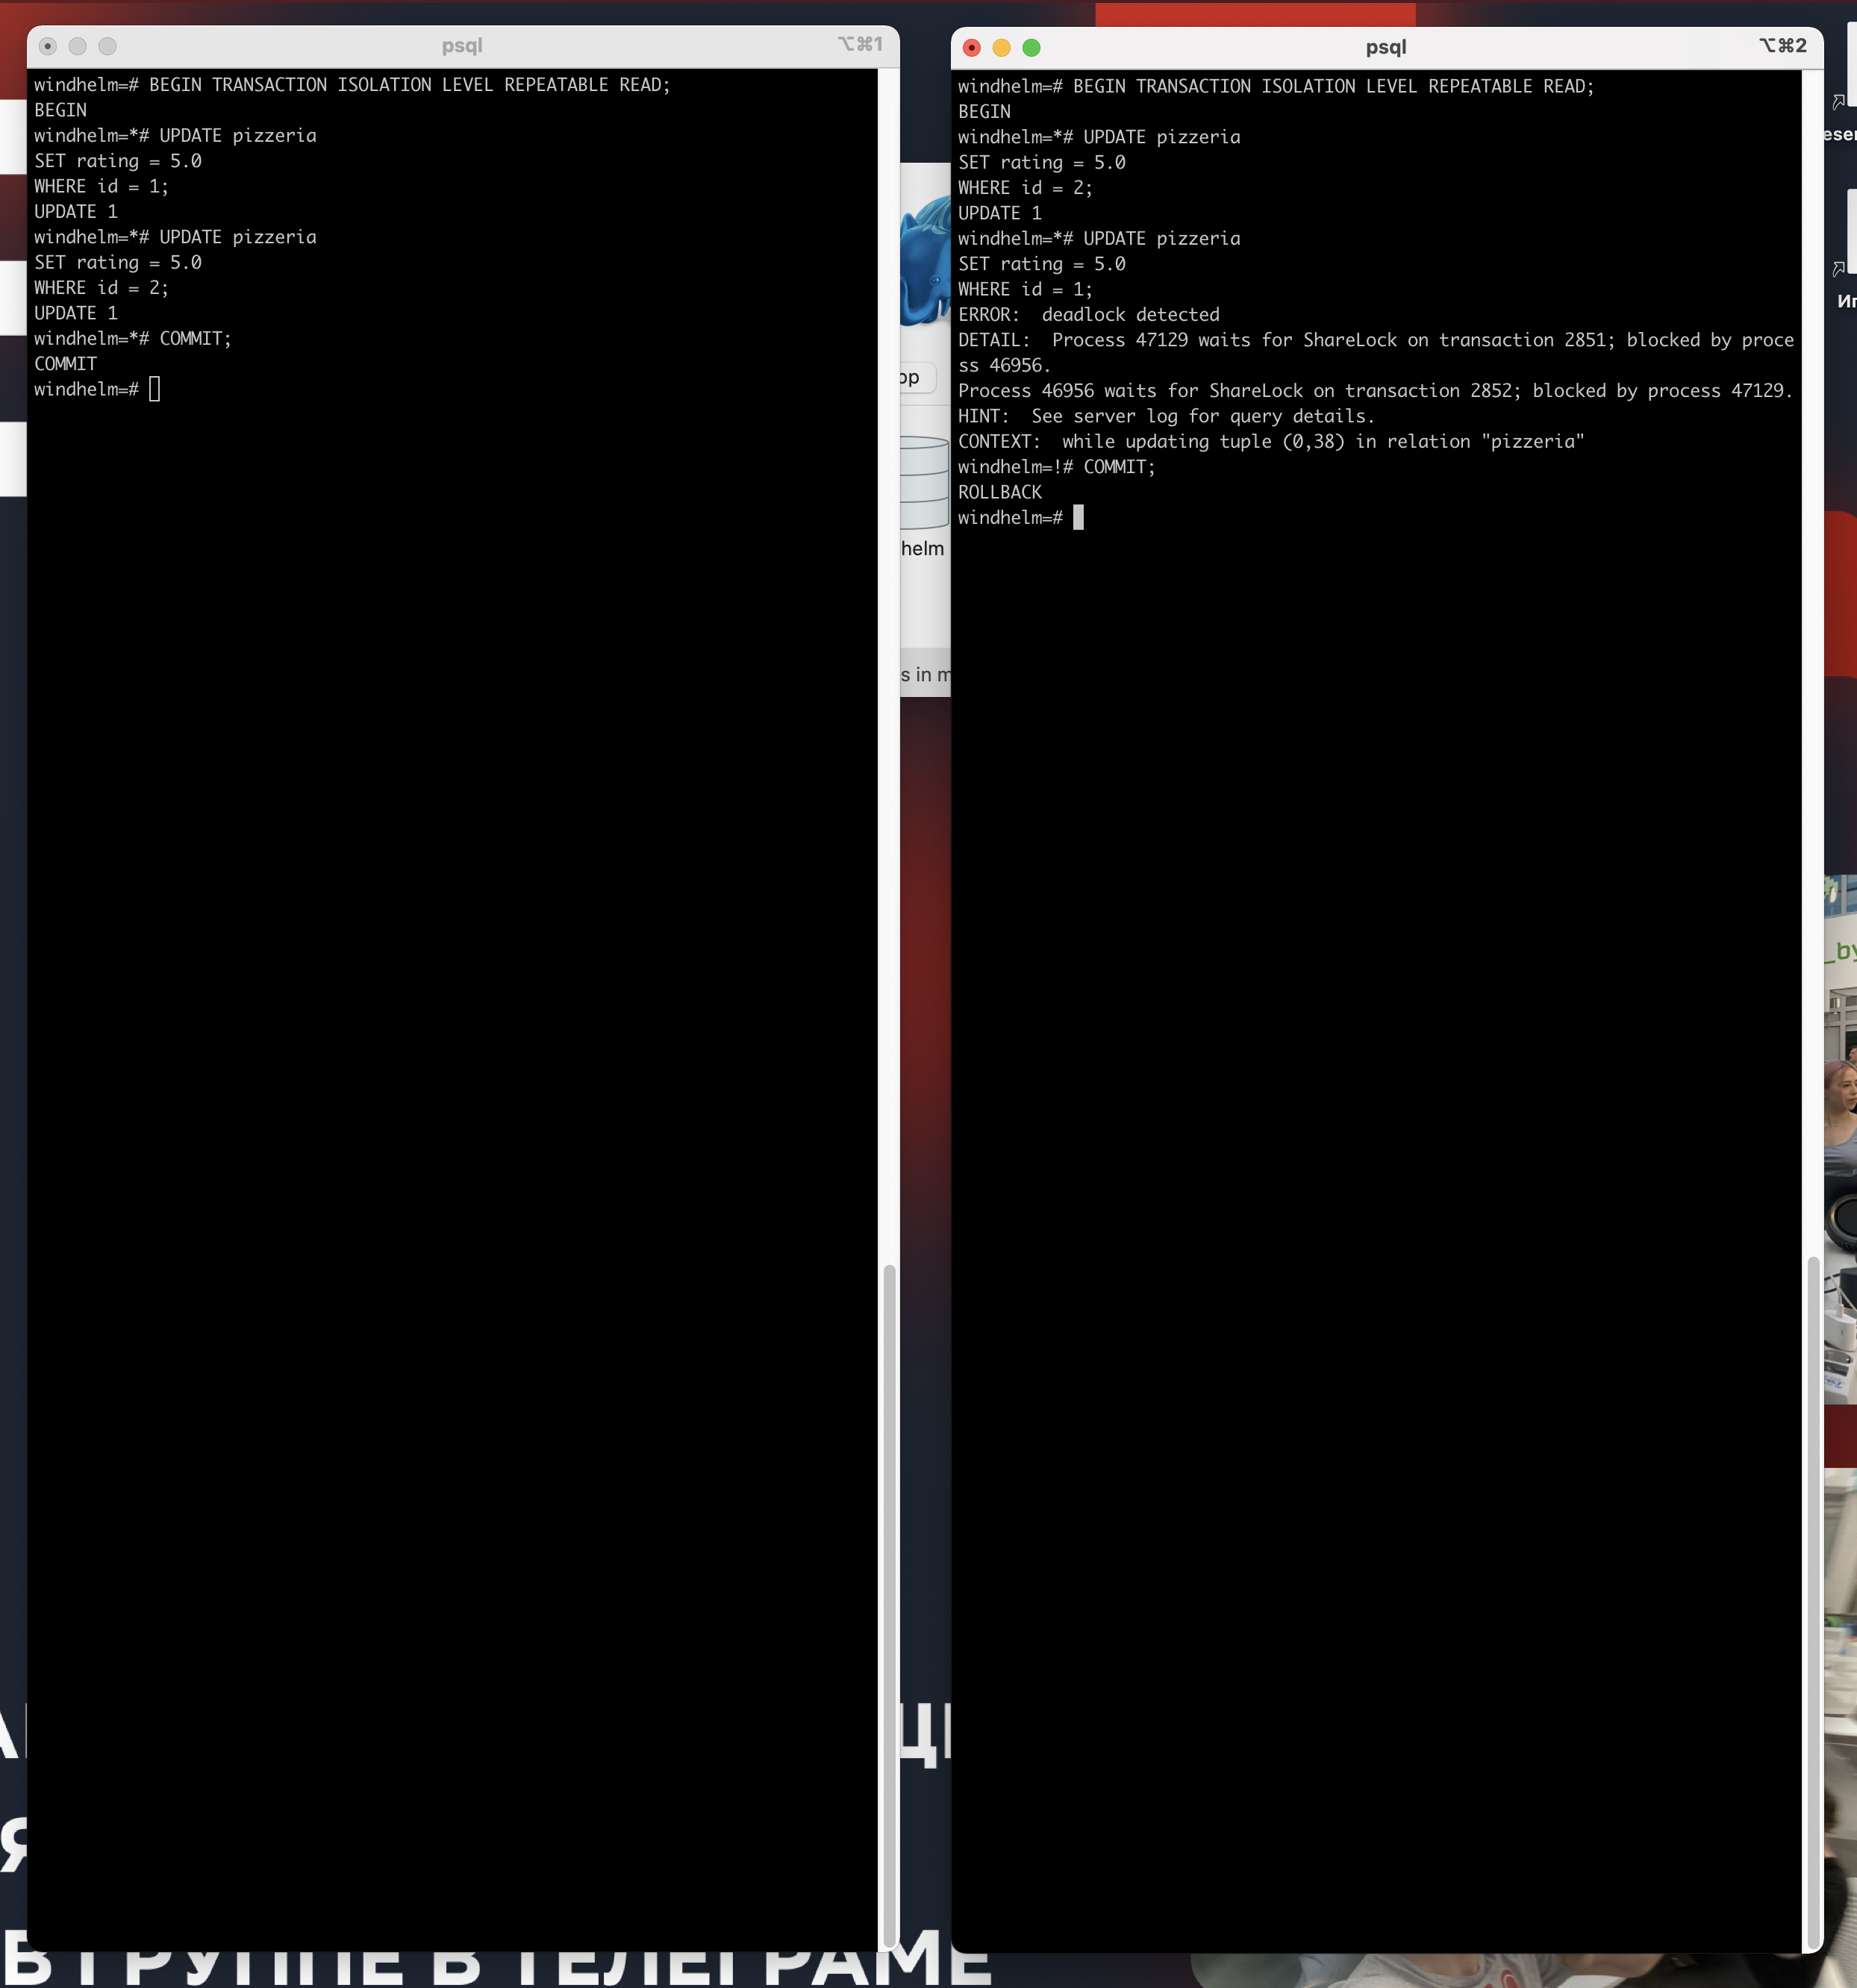 psql
⌥⌘1
windhelm=# BEGIN TRANSACTION ISOLATION LEVEL REPEATABLE READ;
BEGIN
windhelm=*# UPDATE pizzeria
SET rating = 5.0
WHERE id = 1;
UPDATE 1
windhelm=*# UPDATE pizzeria
SET rating = 5.0
WHERE id = 2;
UPDATE 1
windhelm=*# COMMIT;
COMMIT
windhelm=#
psql
⌥⌘2
windhelm=# BEGIN TRANSACTION ISOLATION LEVEL REPEATABLE READ;
BEGIN
windhelm=*# UPDATE pizzeria
SET rating = 5.0
WHERE id = 2;
UPDATE 1
windhelm=*# UPDATE pizzeria
SET rating = 5.0
WHERE id = 1;
ERROR:  deadlock detected
DETAIL:  Process 47129 waits for ShareLock on transaction 2851; blocked by proce
ss 46956.
Process 46956 waits for ShareLock on transaction 2852; blocked by process 47129.
HINT:  See server log for query details.
CONTEXT:  while updating tuple (0,38) in relation "pizzeria"
windhelm=!# COMMIT;
ROLLBACK
windhelm=#
op
helm
s in m
eser
_by
В ГРУППЕ В ТЕЛЕГРАМЕ